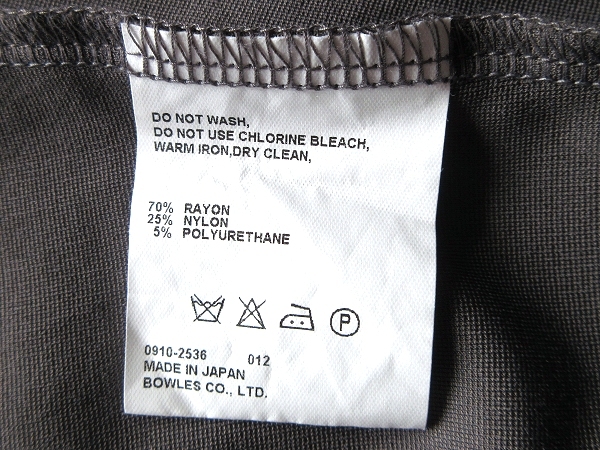 DO NOT WASH,
DO NOT USE CHLORINE BLEACH,
WARM IRON,DRY CLEAN,
70% RAYON
25% NYLON
5% POLYURETHANE
P
0910-2536 012
MADE IN JAPAN
BOWLES CO., LTD.